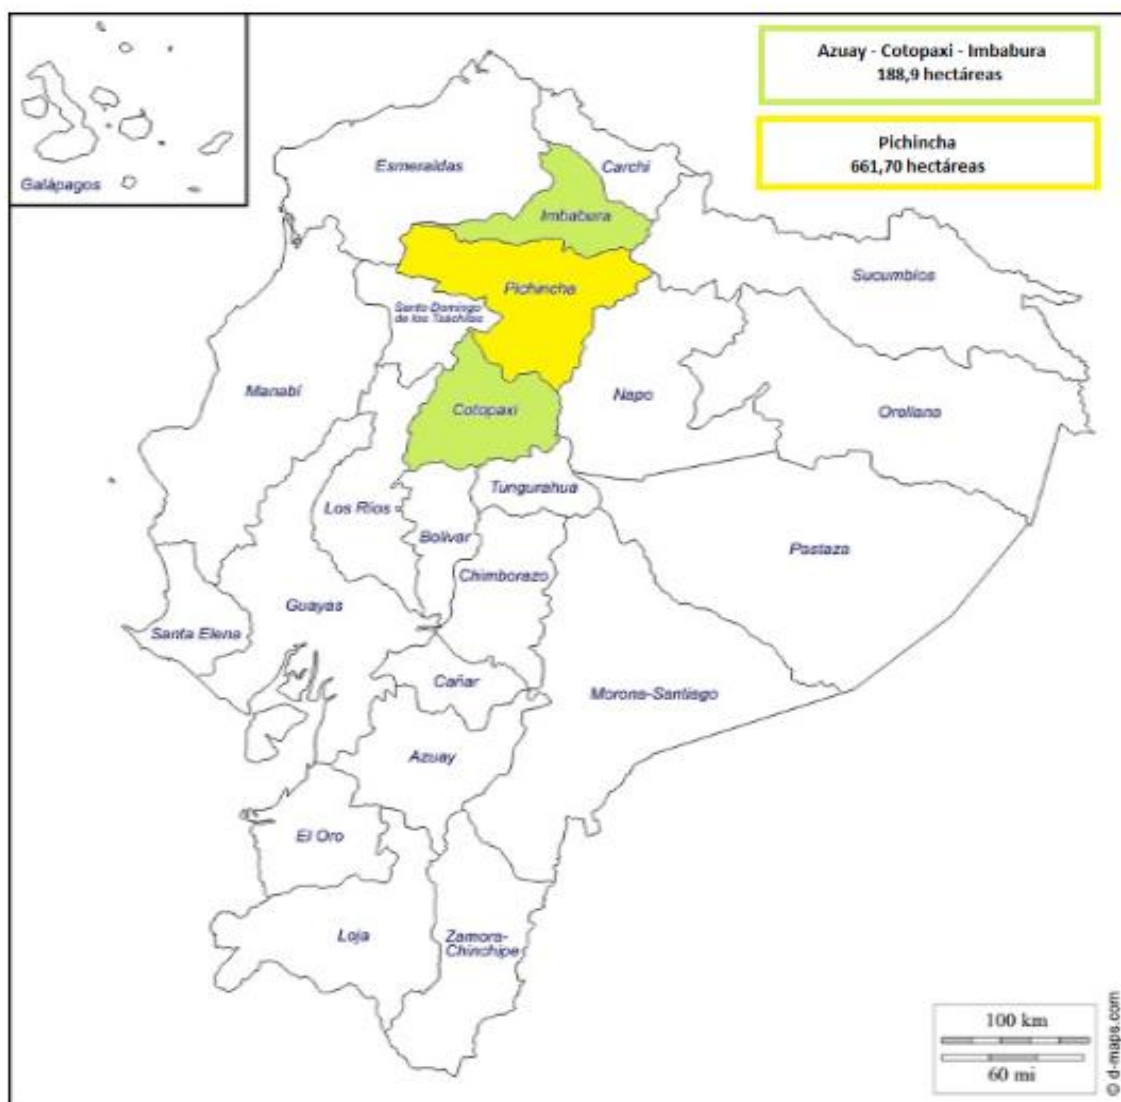 Azuay - Cotopaxi - Imbabura
188,9 hectáreas
Pichincha
661,70 hectáreas
Galápagos
Esmeraldas
Carchi
Imbabura
Sucumbíos
Pichincha
Santo Domingo
de los Tsáchilas
Manabí
Cotopaxi
Napo
Orellana
Los Ríos
Tungurahua
Bolívar
Pastaza
Chimborazo
Guayas
Santa Elena
Cañar
Morona-Santiago
Azuay
El Oro
Loja
Zamora-
Chinchipe
100 km
60 mi
© d-maps.com